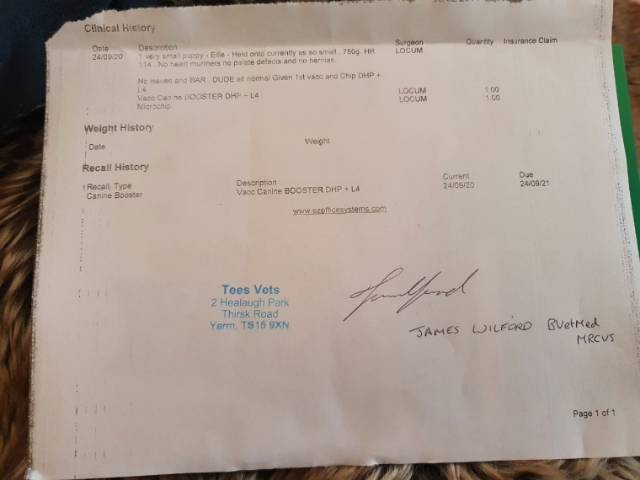 Clinical History
Date Description Surgeon Quantity Insurance Claim
24/09/20 1 very small puppy - Ellie - Held onto currently as so small. 750g. HR LOCUM
114. No heart murmers no palate defects and no hernias.
No issues and BAR. DUDE all normal Given 1st vacc and Chip DHP +
L4 LOCUM 1.00
Vacc Canine BOOSTER DHP + L4 LOCUM 1.00
Microchip
Weight History
Date Weight
Recall History
Recall Type Description Current Due
Canine Booster Vacc Canine BOOSTER DHP + L4 24/09/20 24/09/21
www.ezofficesystems.com
Tees Vets
2 Healaugh Park
Thirsk Road
Yarm, TS15 9XN
JAMES WILFORD BVetMed
MRCVS
Page 1 of 1